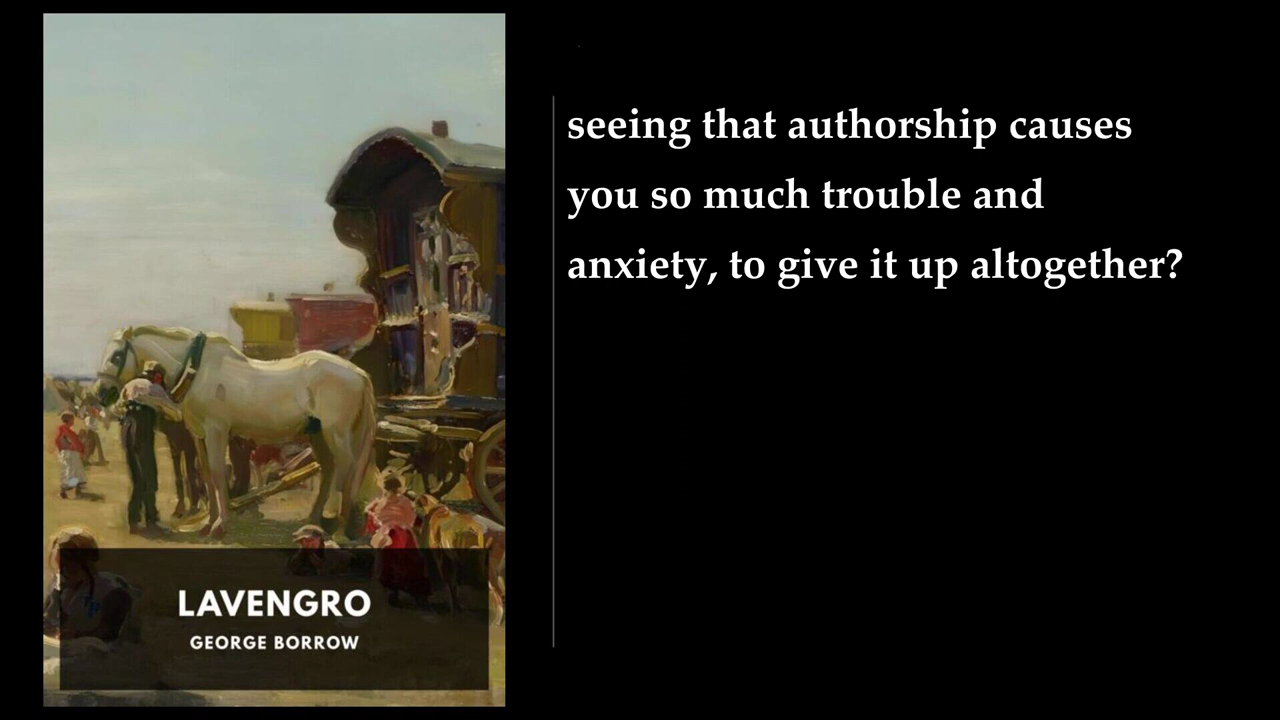 seeing that authorship causes
you so much trouble and
anxiety, to give it up altogether?
LAVENGRO
GEORGE BORROW